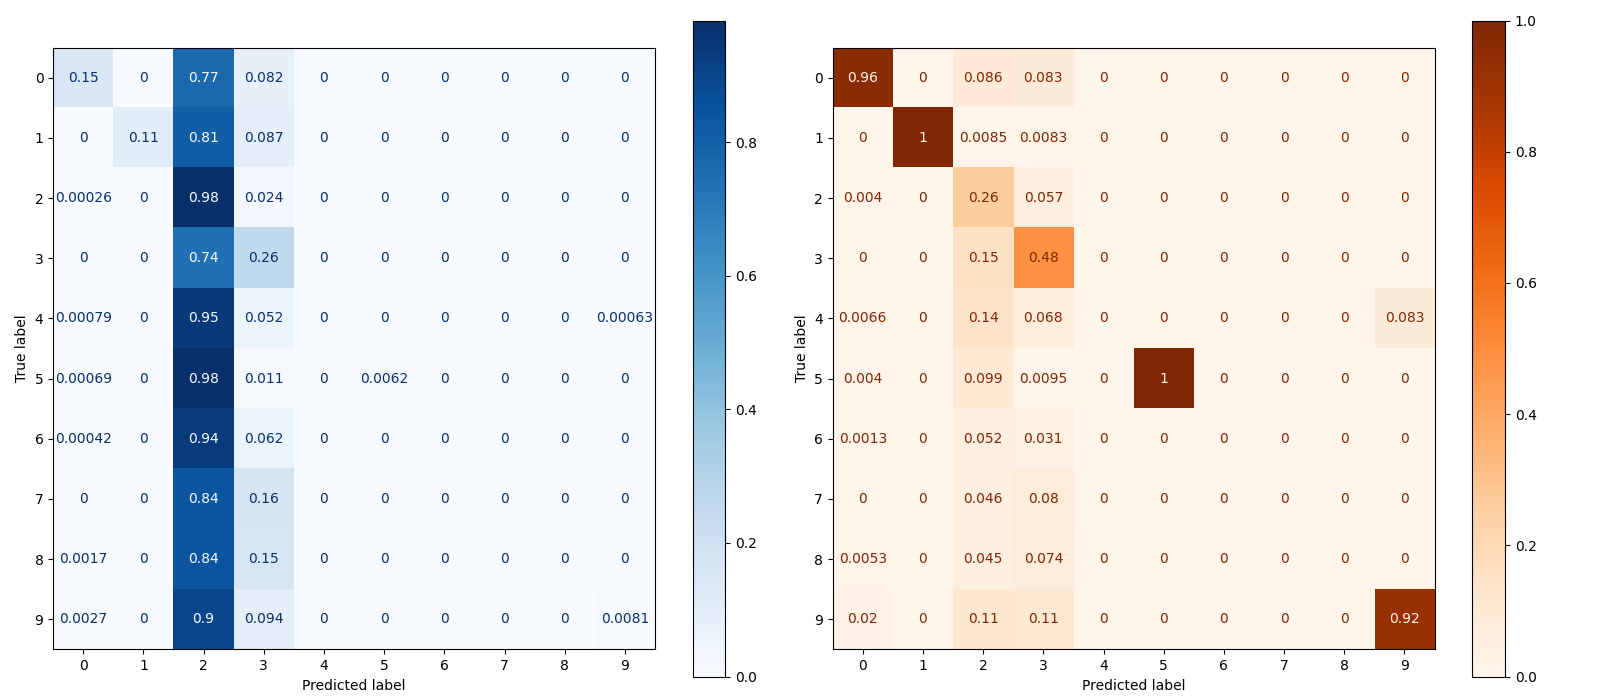 0 0.15 0 0.77 0.082 0 0 0 0 0 0
1 0 0.11 0.81 0.087 0 0 0 0 0 0
2 0.00026 0 0.98 0.024 0 0 0 0 0 0
3 0 0 0.74 0.26 0 0 0 0 0 0
4 0.00079 0 0.95 0.052 0 0 0 0 0 0.00063
5 0.00069 0 0.98 0.011 0 0.0062 0 0 0 0
6 0.00042 0 0.94 0.062 0 0 0 0 0 0
7 0 0 0.84 0.16 0 0 0 0 0 0
8 0.0017 0 0.84 0.15 0 0 0 0 0 0
9 0.0027 0 0.9 0.094 0 0 0 0 0 0.0081
0 1 2 3 4 5 6 7 8 9
True label
Predicted label
0.8
0.6
0.4
0.2
0.0
0 0.96 0 0.086 0.083 0 0 0 0 0 0
1 0 1 0.0085 0.0083 0 0 0 0 0 0
2 0.004 0 0.26 0.057 0 0 0 0 0 0
3 0 0 0.15 0.48 0 0 0 0 0 0
4 0.0066 0 0.14 0.068 0 0 0 0 0 0.083
5 0.004 0 0.099 0.0095 0 1 0 0 0 0
6 0.0013 0 0.052 0.031 0 0 0 0 0 0
7 0 0 0.046 0.08 0 0 0 0 0 0
8 0.0053 0 0.045 0.074 0 0 0 0 0 0
9 0.02 0 0.11 0.11 0 0 0 0 0 0.92
0 1 2 3 4 5 6 7 8 9
True label
Predicted label
1.0
0.8
0.6
0.4
0.2
0.0